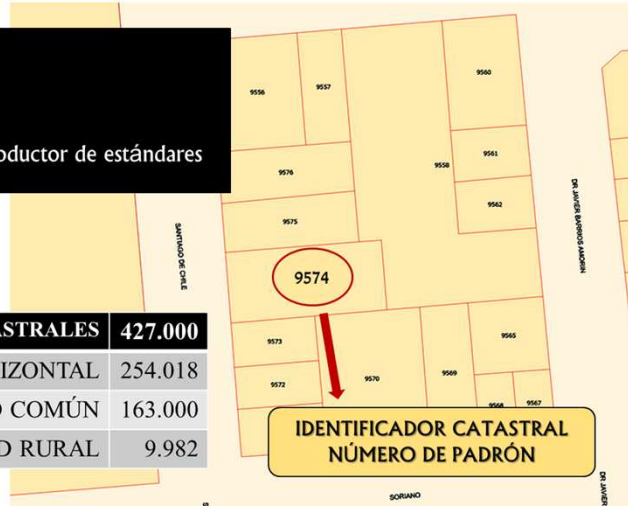 oductor de estándares
ASTRALES 427.000
IZONTAL 254.018
O COMÚN 163.000
D RURAL 9.982
9556
9557
9560
9576
9558
9561
9575
9562
9574
9573
9565
9572
9570
9569
9568
9567
SANTIAGO DE CHILE
DR. JAVIER BARRIOS AMORIN
IDENTIFICADOR CATASTRAL
NÚMERO DE PADRÓN
SORIANO
S
DR. JAVIER